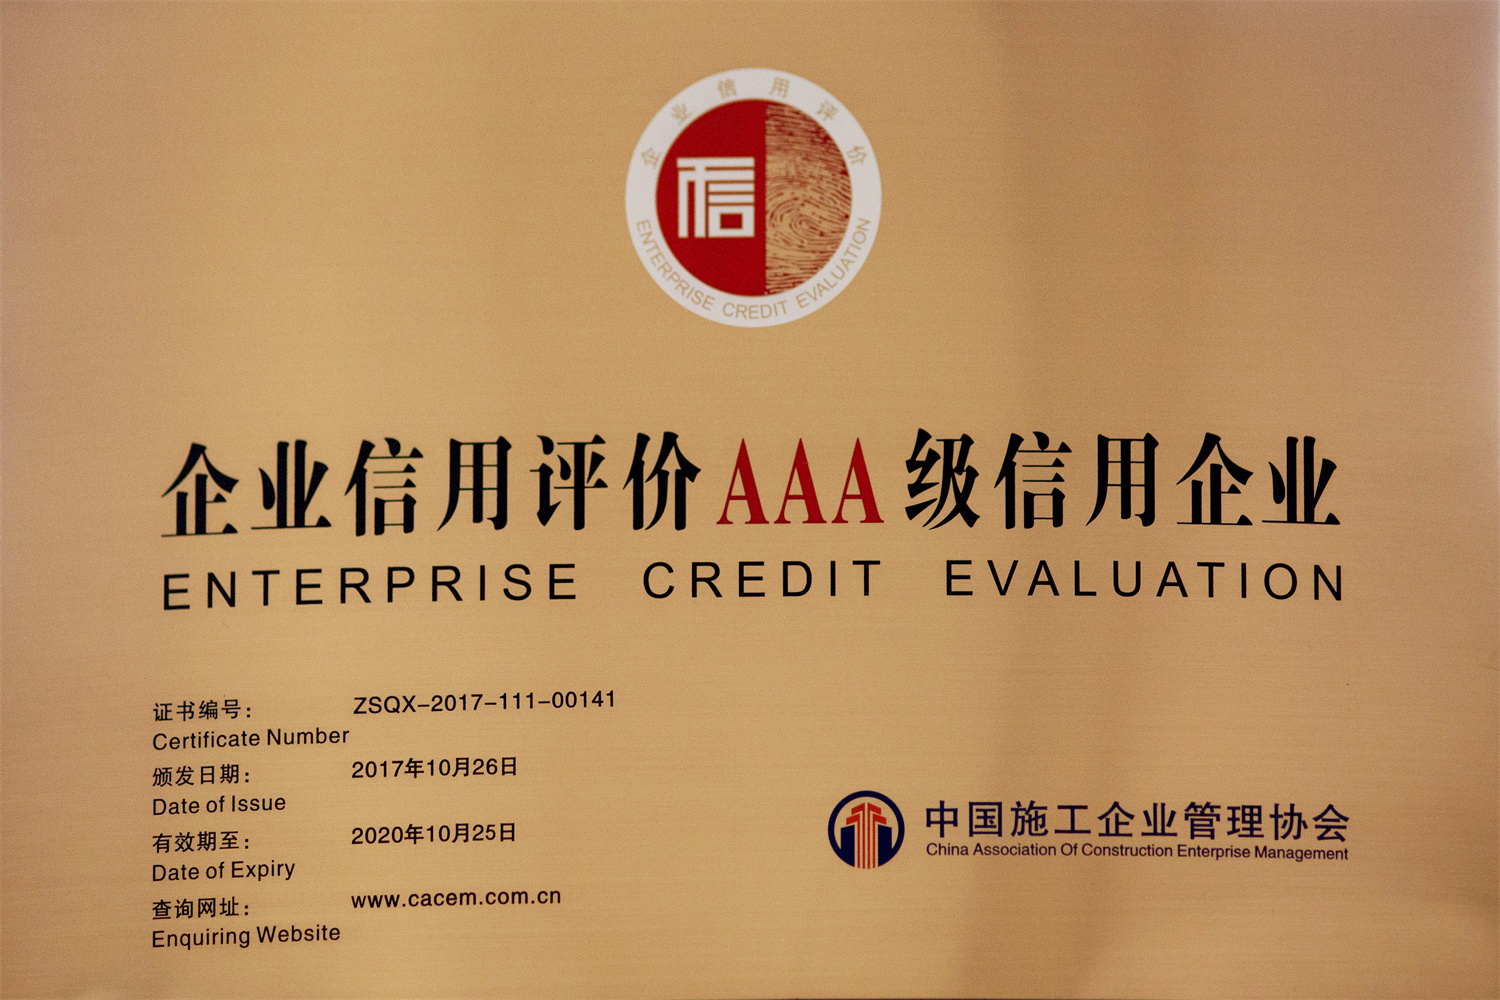 企业信用评价
信
ENTERPRISE CREDIT EVALUATION
企业信用评价AAA级信用企业
ENTERPRISE CREDIT EVALUATION
证书编号: ZSQX-2017-111-00141
Certificate Number
颁发日期: 2017年10月26日
Date of Issue
有效期至: 2020年10月25日
Date of Expiry
查询网址: www.cacem.com.cn
Enquiring Website
中国施工企业管理协会
China Association Of Construction Enterprise Management